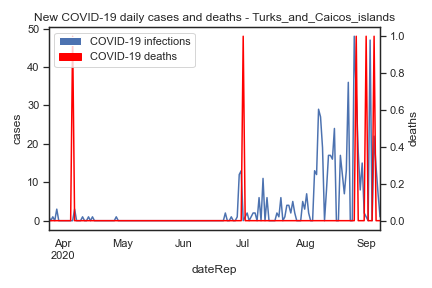 New COVID-19 daily cases and deaths - Turks_and_Caicos_islands
COVID-19 infections
COVID-19 deaths
50
40
30
20
10
0
cases
1.0
0.8
0.6
0.4
0.2
0.0
deaths
Apr May Jun Jul Aug Sep
2020
dateRep